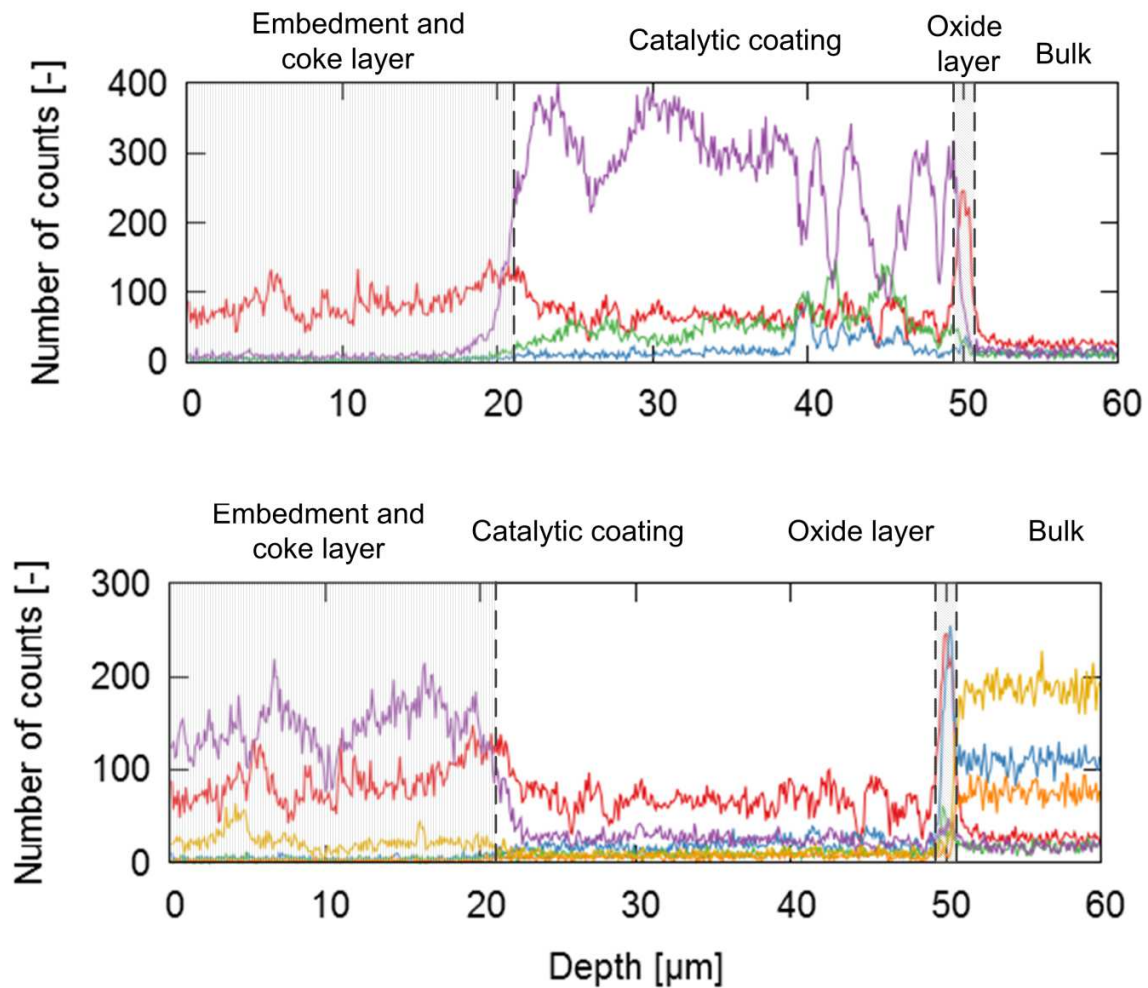 Embedment and
coke layer
Catalytic coating
Oxide
layer
Bulk
Number of counts [-]
400
300
200
100
0
0 10 20 30 40 50 60
Embedment and
coke layer
Catalytic coating
Oxide layer
Bulk
Number of counts [-]
300
200
100
0
0 10 20 30 40 50 60
Depth [µm]